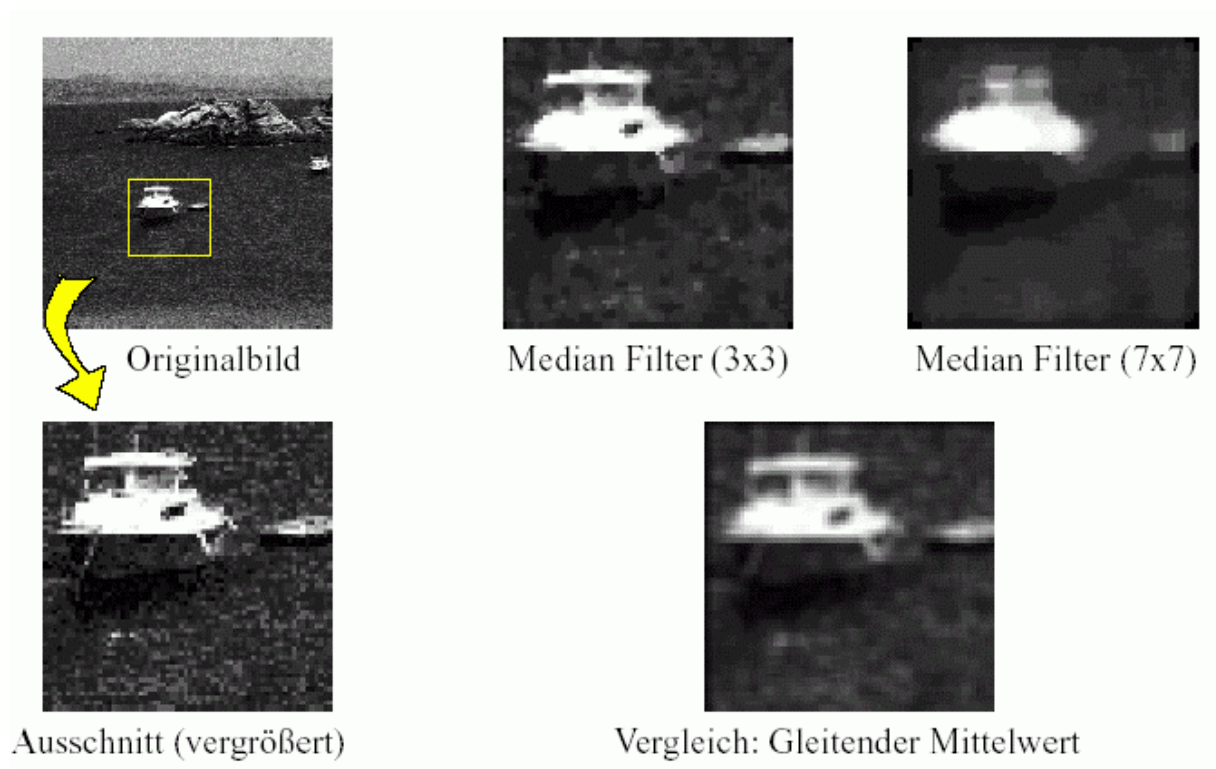 Originalbild
Median Filter (3x3)
Median Filter (7x7)
Ausschnitt (vergrößert)
Vergleich: Gleitender Mittelwert